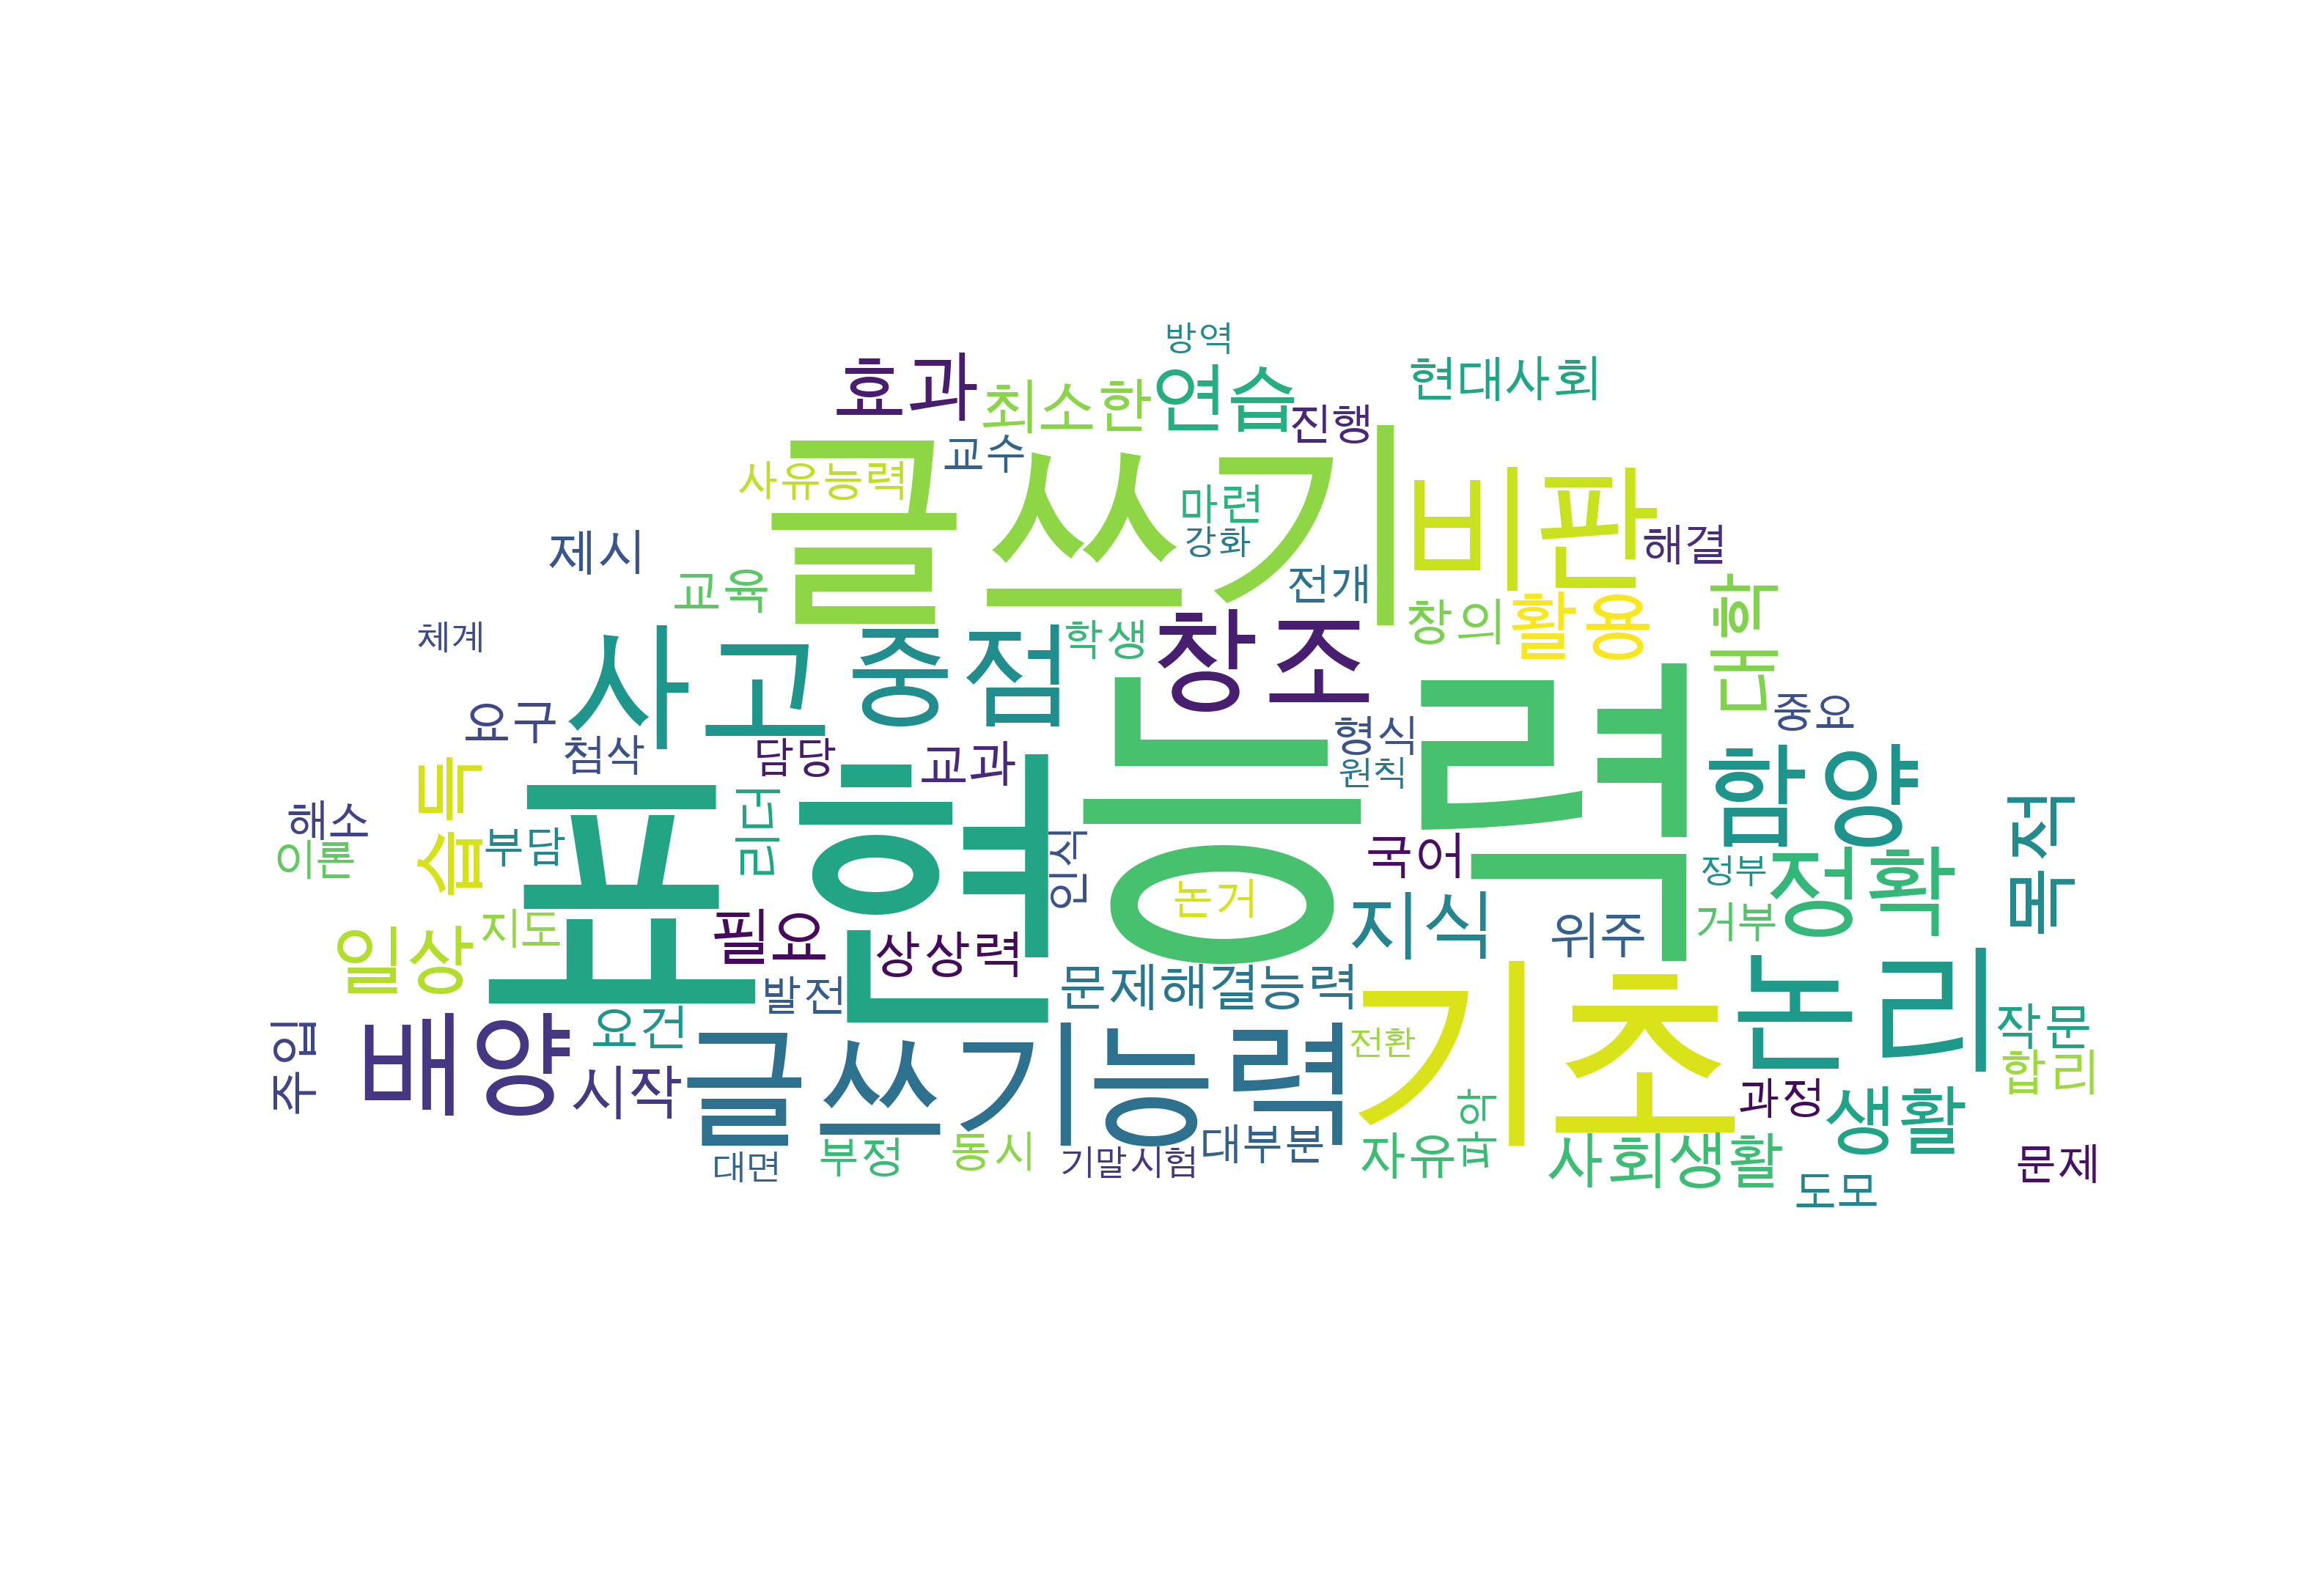 방역
효과
최소한
연습
현대사회
진행
교수
글쓰기
사유능력
마련
비판
강화
제시
해결
교육
전개
창의
활용
대학
체계
사고
중점
학생
창조
요구
중요
첨삭
담당
교과
형식
원칙
능력
함양
습득
해소
이론
부담
표현
논리
인식
국어
정부
정확
목적
논거
지도
일상
필요
상상력
지식
위주
거부
발전
문제해결능력
기초
논리
작문
수업
배양
요건
시작
글쓰기능력
전환
합리
과정
생활
대면
부정
동시
기말시험
대부분
자유
사회생활
문제
도모